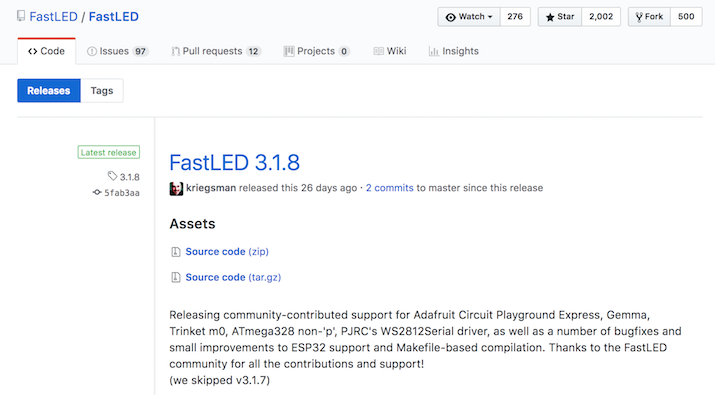 FastLED / FastLED
Watch 276 Star 2,002 Fork 500
Code Issues 97 Pull requests 12 Projects 0 Wiki Insights
Releases Tags
Latest release
3.1.8
5fab3aa
FastLED 3.1.8
kriegsman released this 26 days ago · 2 commits to master since this release
Assets
Source code (zip)
Source code (tar.gz)
Releasing community-contributed support for Adafruit Circuit Playground Express, Gemma,
Trinket m0, ATmega328 non-'p', PJRC's WS2812Serial driver, as well as a number of bugfixes and
small improvements to ESP32 support and Makefile-based compilation. Thanks to the FastLED
community for all the contributions and support!
(we skipped v3.1.7)